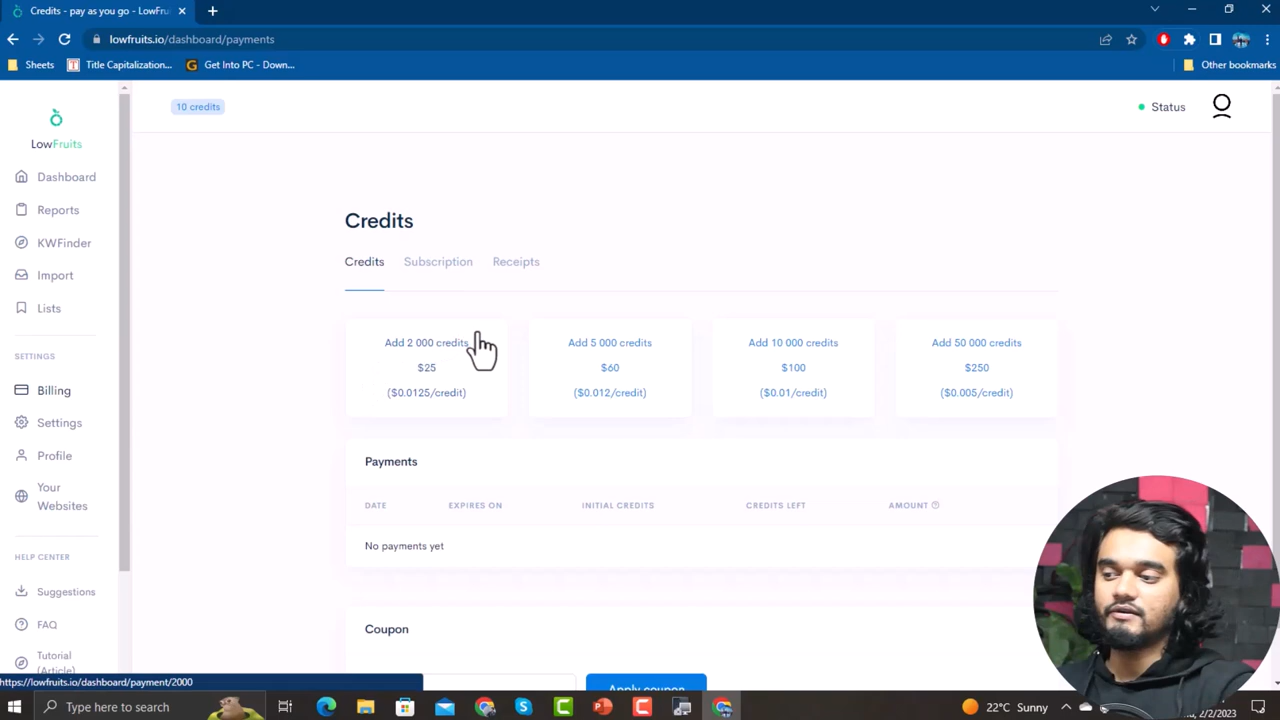 Credits - pay as you go - LowFru
lowfruits.io/dashboard/payments
Sheets
Title Capitalization...
Get Into PC - Down...
Other bookmarks
LowFruits
Dashboard
Reports
KWFinder
Import
Lists
SETTINGS
Billing
Settings
Profile
Your
Websites
HELP CENTER
Suggestions
FAQ
Tutorial
(Article)
10 credits
Status
Credits
Credits Subscription Receipts
Add 2 000 credits
$25
($0.0125/credit)
Add 5 000 credits
$60
($0.012/credit)
Add 10 000 credits
$100
($0.01/credit)
Add 50 000 credits
$250
($0.005/credit)
Payments
DATE EXPIRES ON INITIAL CREDITS CREDITS LEFT AMOUNT
No payments yet
Coupon
Apply coupon
https://lowfruits.io/dashboard/payment/2000
Type here to search
22°C Sunny
2/2/2023